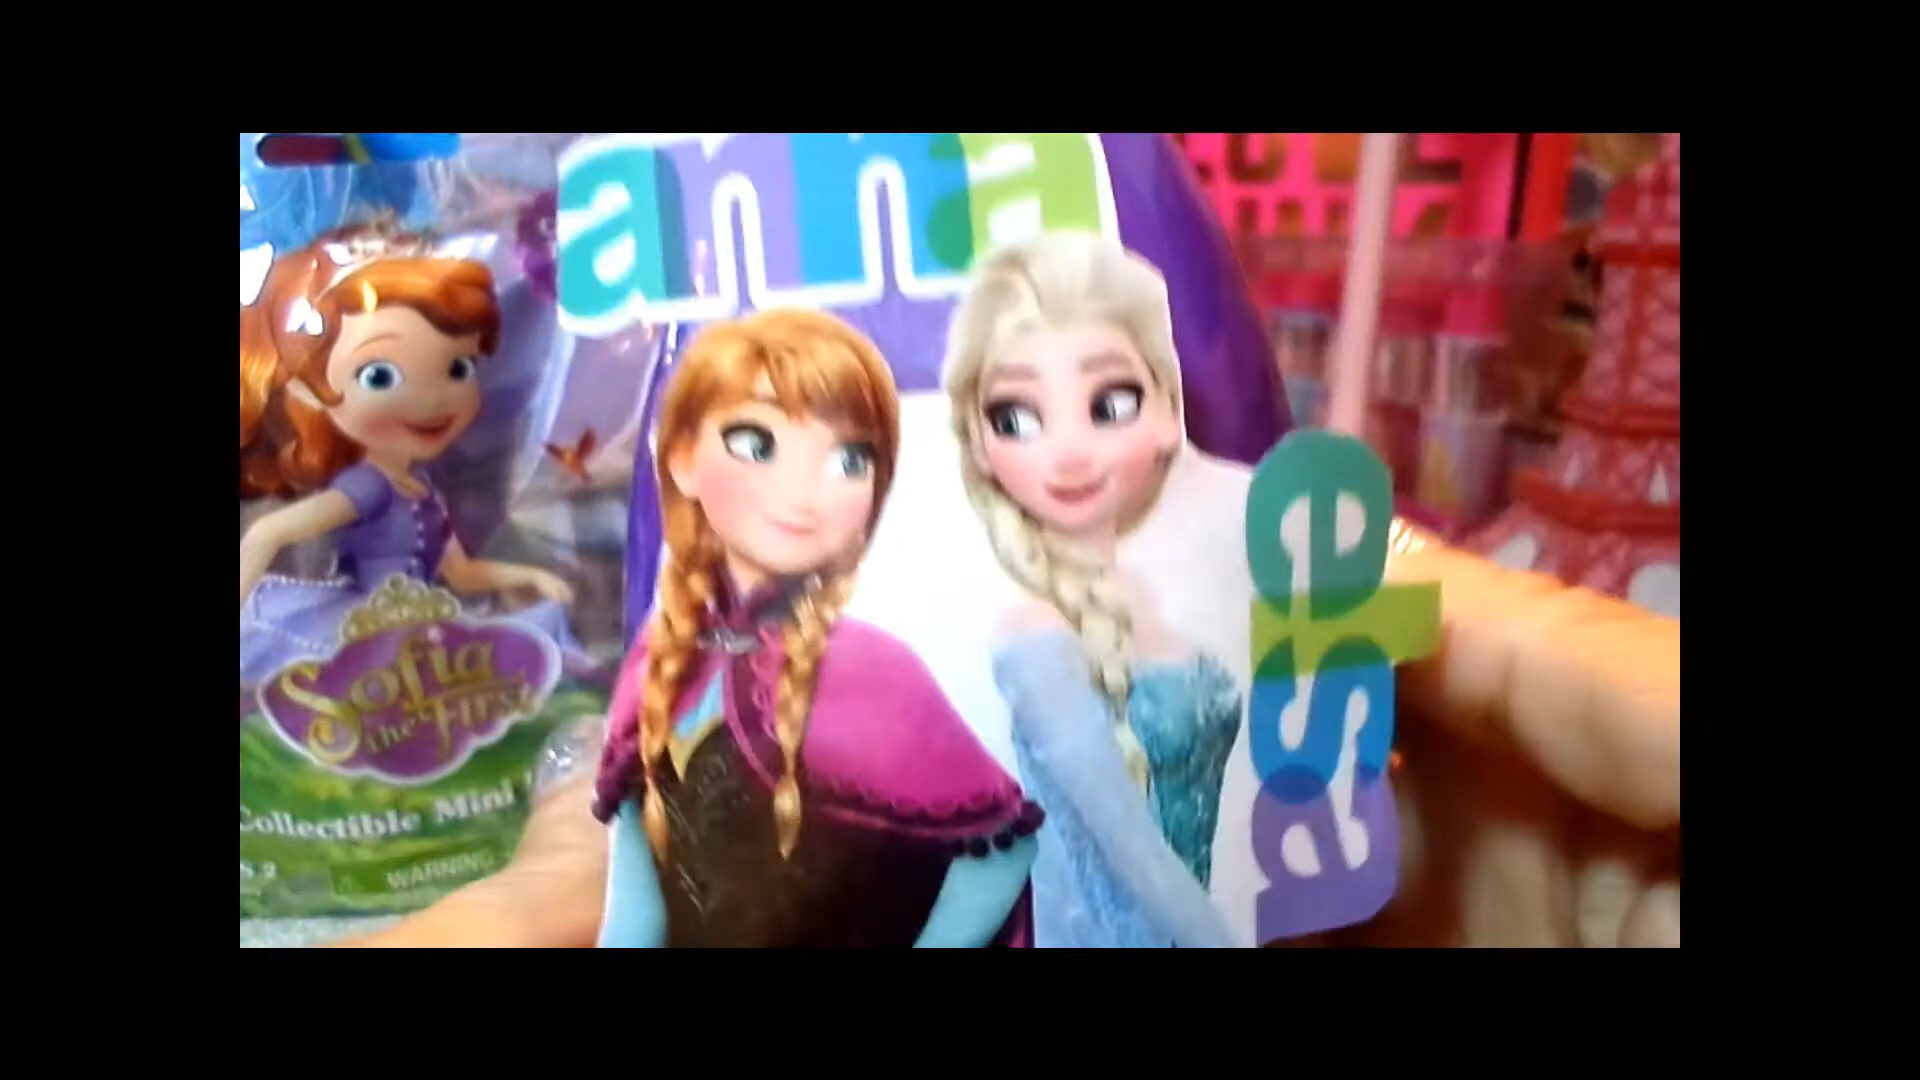 anna
elsa
Sofia
the First
Collectible Mini
WARNING